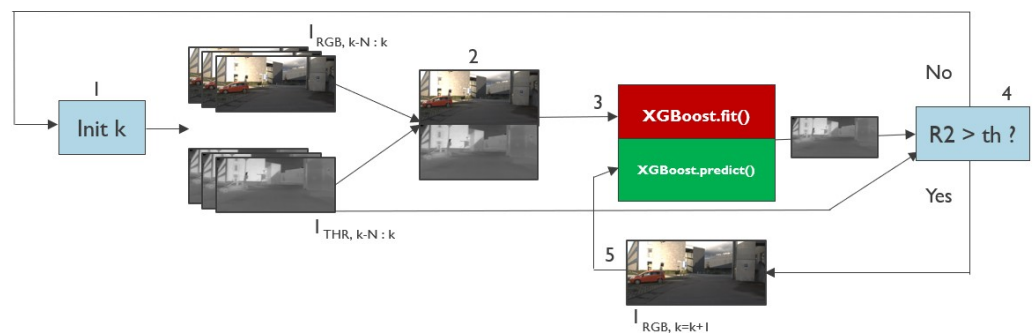 I RGB, k-N : k
1
Init k
2
3
XGBoost.fit()
XGBoost.predict()
No
4
R2 > th ?
Yes
I THR, k-N : k
5
I RGB, k=k+1